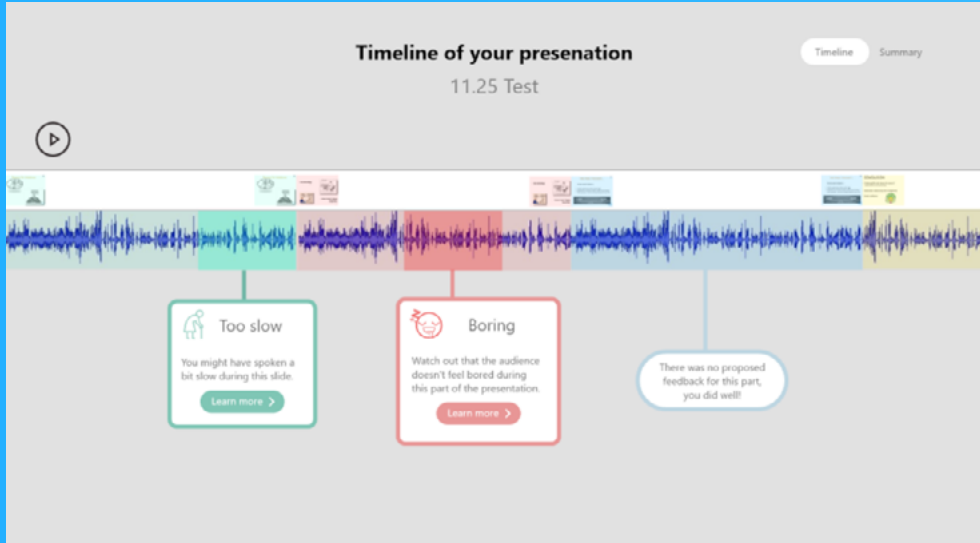 Timeline of your presenation
Timeline
Summary
11.25 Test
Too slow
You might have spoken a
bit slow during this slide.
Learn more
Boring
Watch out that the audience
doesn't feel bored during
this part of the presentation.
Learn more
There was no proposed
feedback for this part,
you did well!